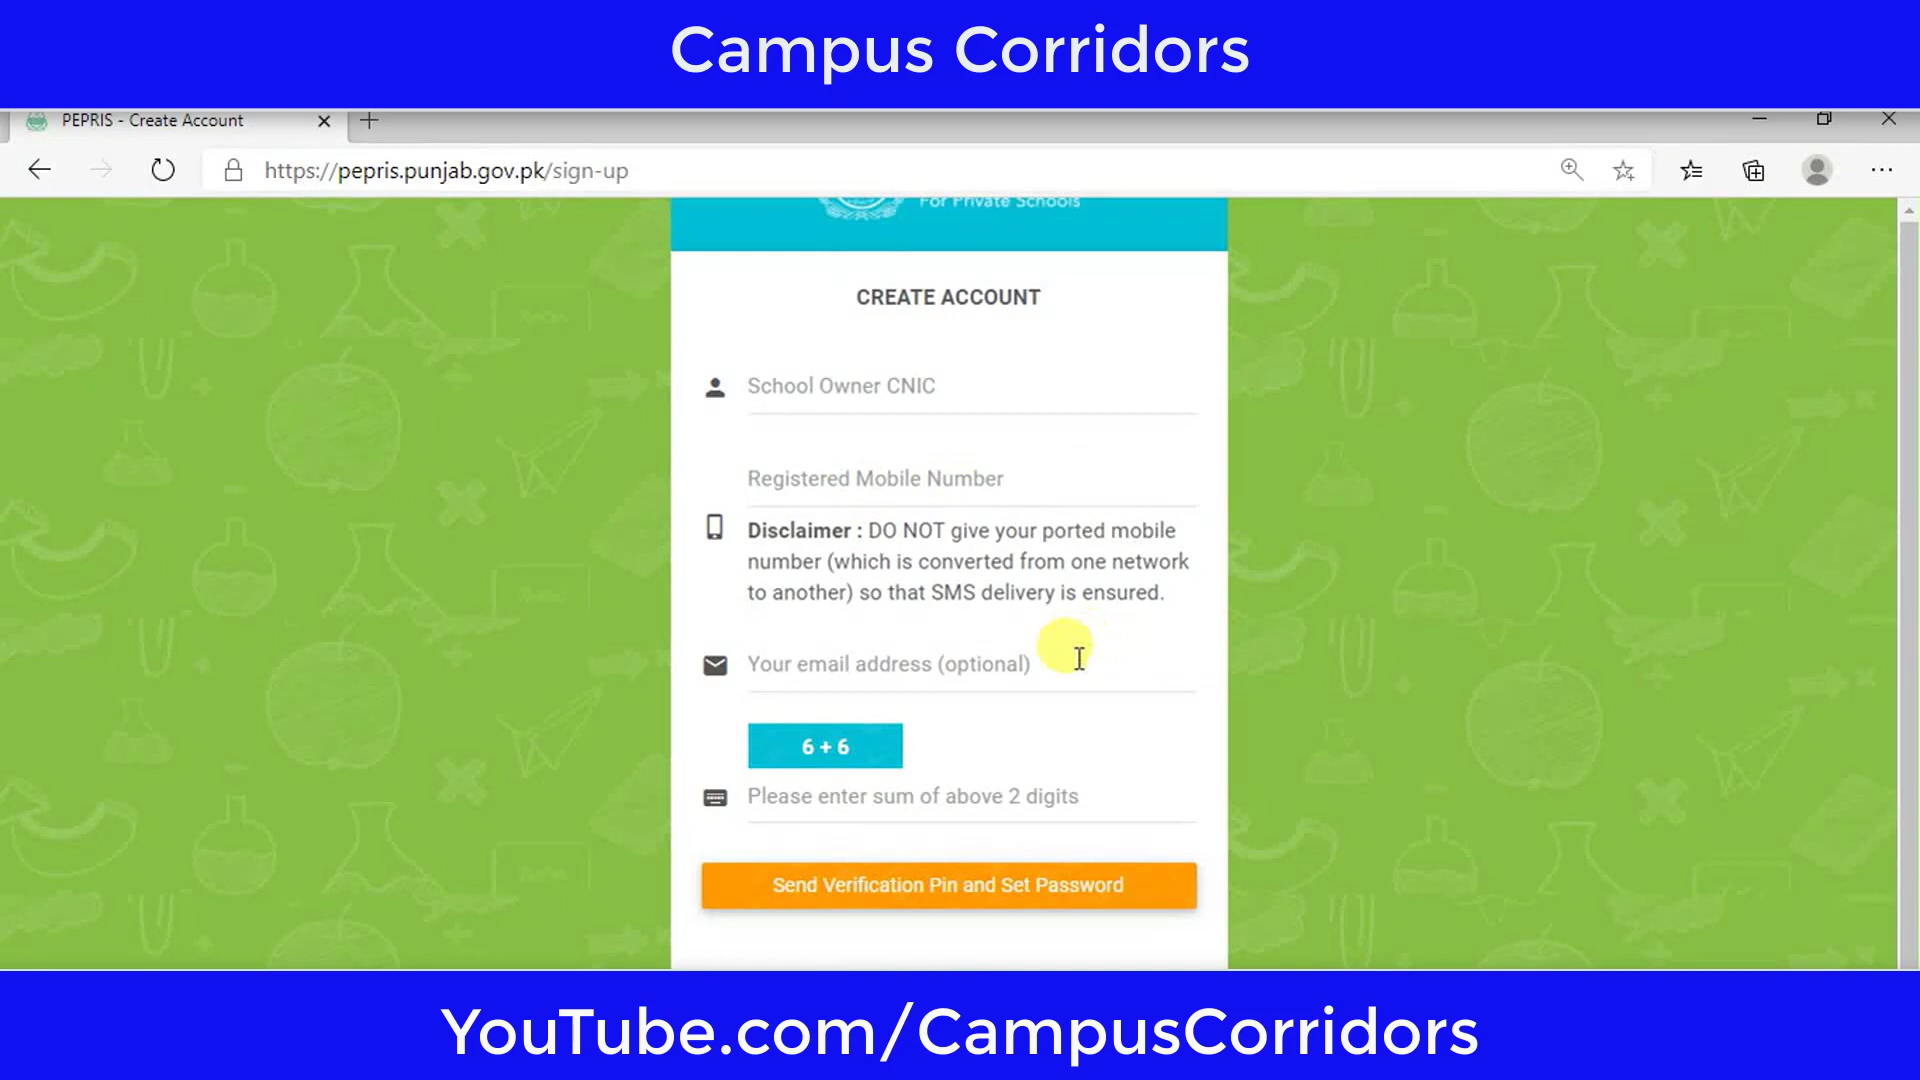 Campus Corridors
PEPRIS - Create Account
https://pepris.punjab.gov.pk/sign-up
For Private Schools
CREATE ACCOUNT
School Owner CNIC
Registered Mobile Number
Disclaimer : DO NOT give your ported mobile
number (which is converted from one network
to another) so that SMS delivery is ensured.
Your email address (optional)
6 + 6
Please enter sum of above 2 digits
Send Verification Pin and Set Password
YouTube.com/CampusCorridors